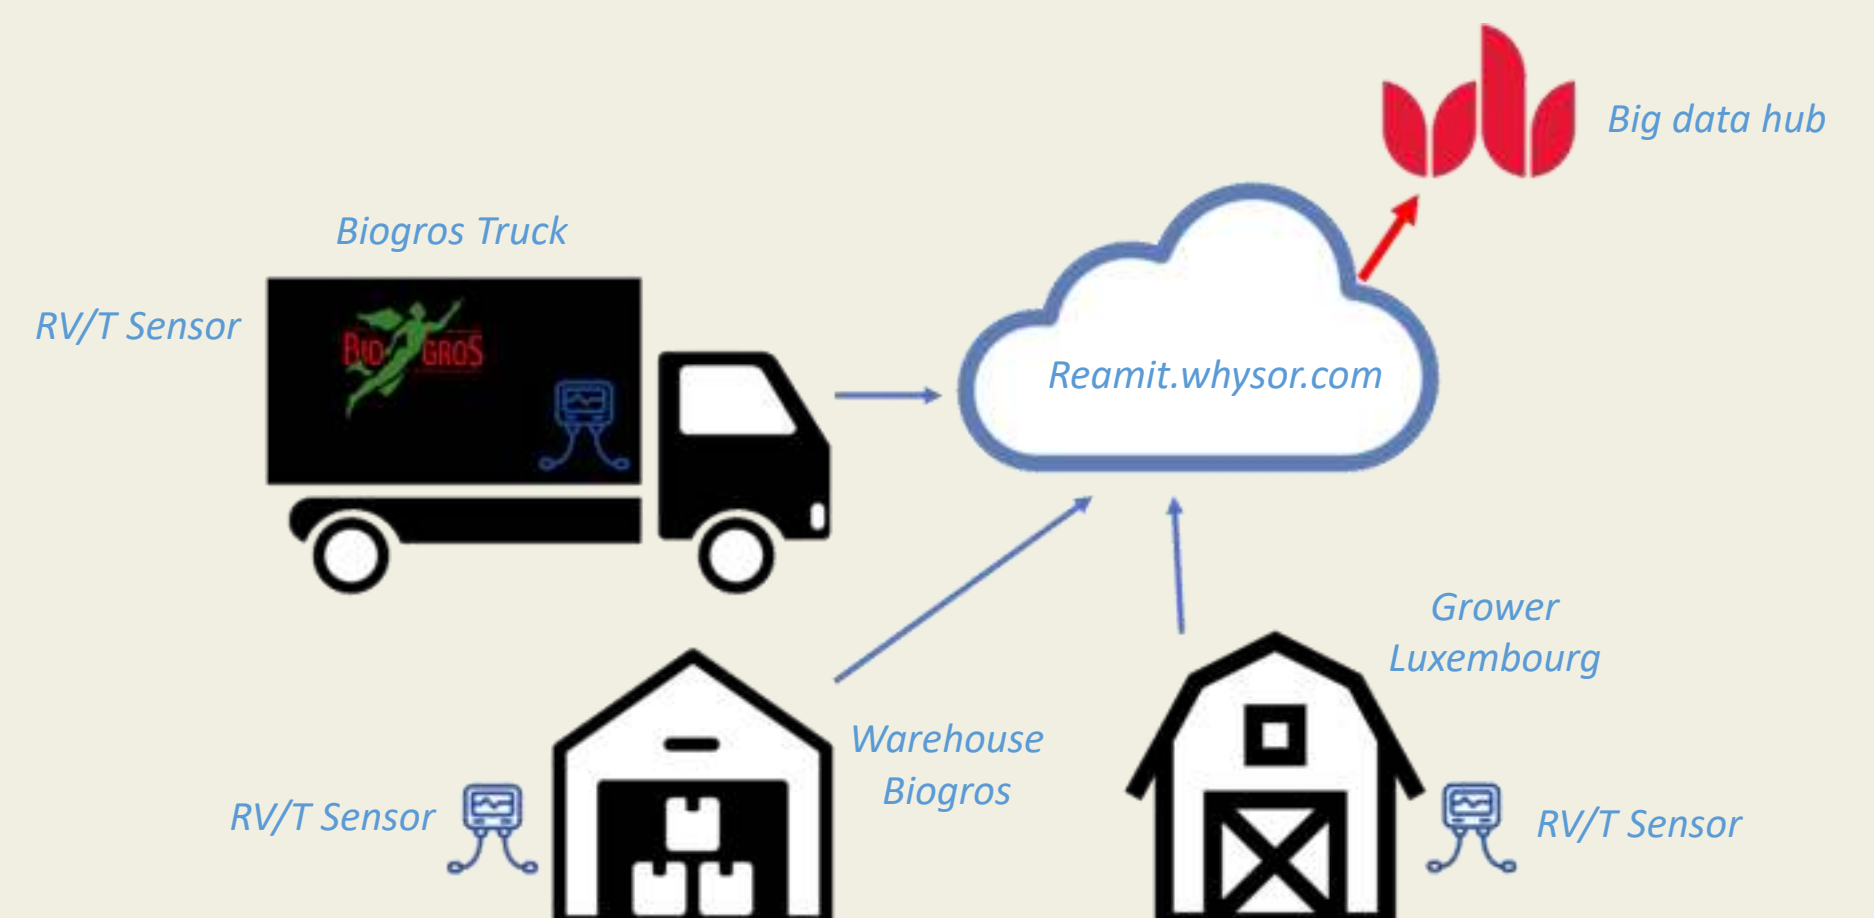 Big data hub
Biogros Truck
RV/T Sensor
BIO GROS
Reamit.whysor.com
Grower
Luxembourg
Warehouse
Biogros
RV/T Sensor
RV/T Sensor